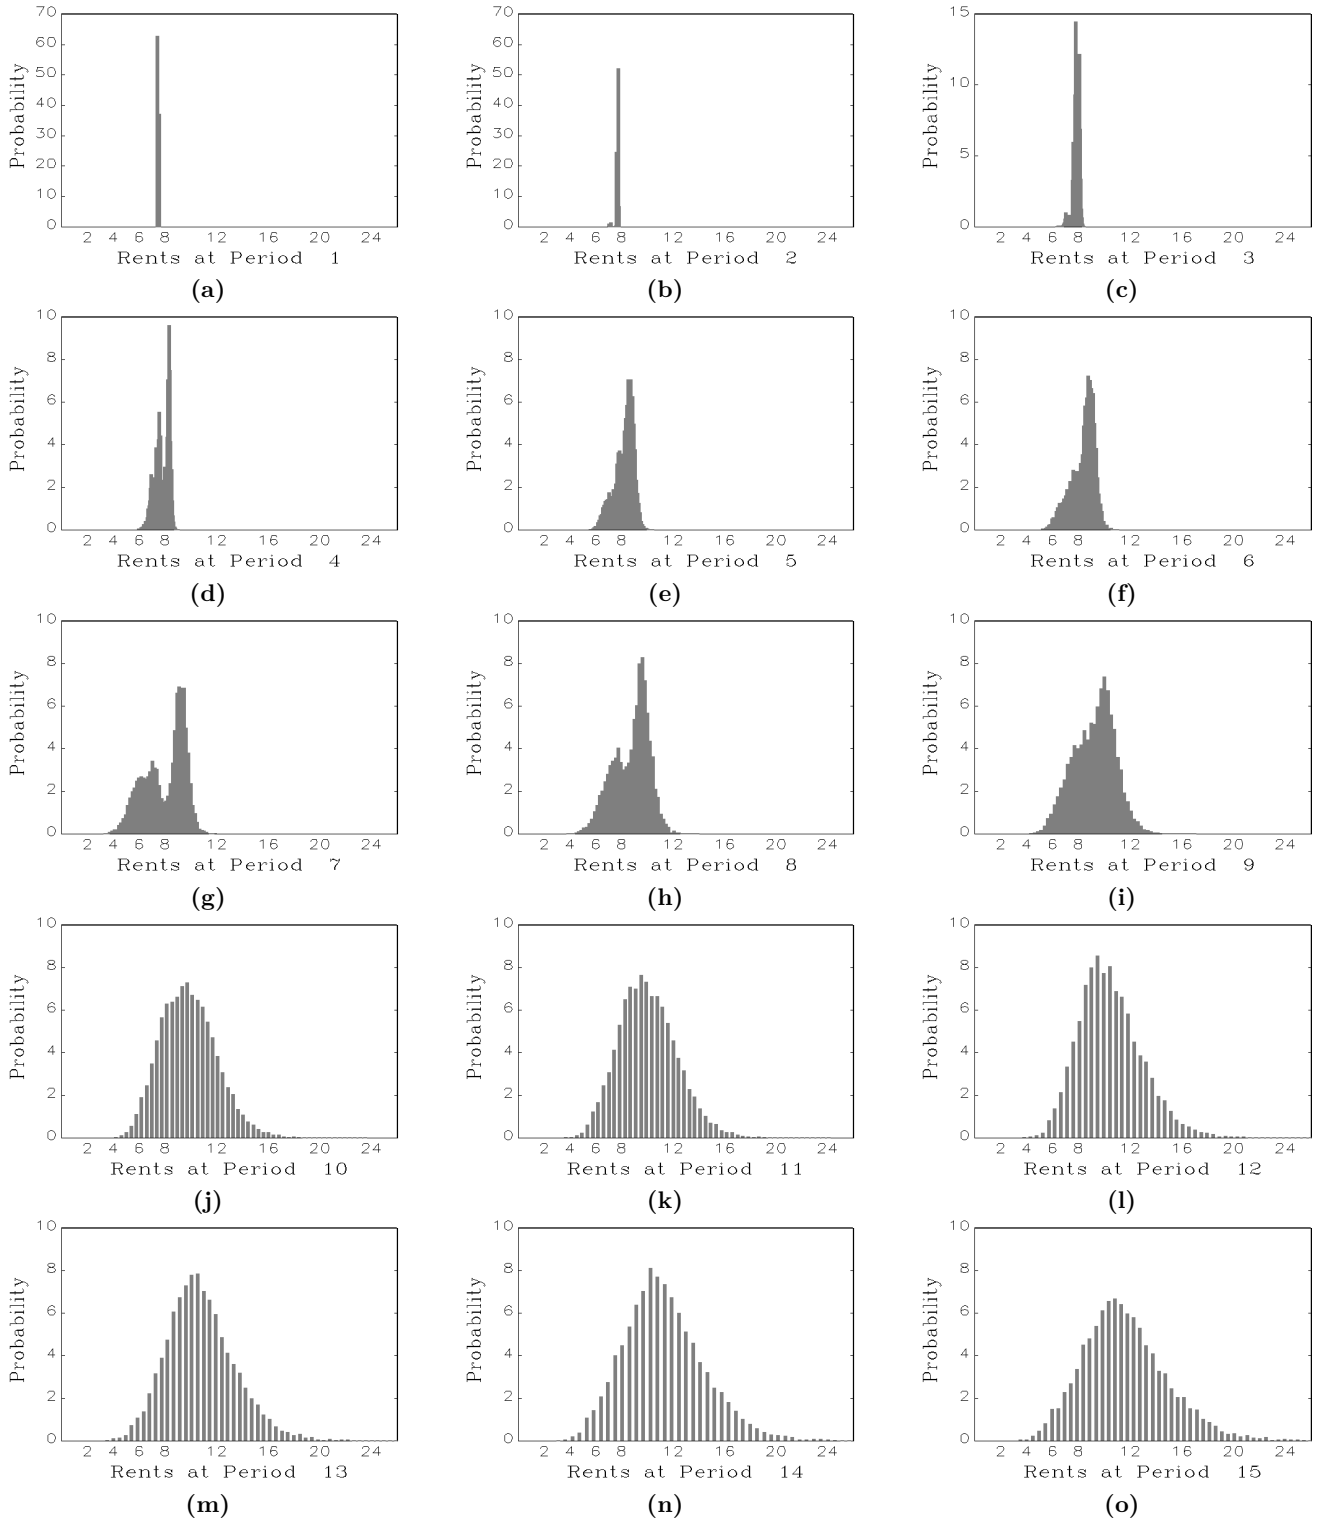 70
60
50
40
30
20
10
0
Probability
2 4 6 8 12 16 20 24
Rents at Period 1
(a)
70
60
50
40
30
20
10
0
Probability
2 4 6 8 12 16 20 24
Rents at Period 2
(b)
15
10
5
0
Probability
2 4 6 8 12 16 20 24
Rents at Period 3
(c)
10
8
6
4
2
0
Probability
2 4 6 8 12 16 20 24
Rents at Period 4
(d)
10
8
6
4
2
0
Probability
2 4 6 8 12 16 20 24
Rents at Period 5
(e)
10
8
6
4
2
0
Probability
2 4 6 8 12 16 20 24
Rents at Period 6
(f)
10
8
6
4
2
0
Probability
2 4 6 8 12 16 20 24
Rents at Period 7
(g)
10
8
6
4
2
0
Probability
2 4 6 8 12 16 20 24
Rents at Period 8
(h)
10
8
6
4
2
0
Probability
2 4 6 8 12 16 20 24
Rents at Period 9
(i)
10
8
6
4
2
0
Probability
2 4 6 8 12 16 20 24
Rents at Period 10
(j)
10
8
6
4
2
0
Probability
2 4 6 8 12 16 20 24
Rents at Period 11
(k)
10
8
6
4
2
0
Probability
2 4 6 8 12 16 20 24
Rents at Period 12
(l)
10
8
6
4
2
0
Probability
2 4 6 8 12 16 20 24
Rents at Period 13
(m)
10
8
6
4
2
0
Probability
2 4 6 8 12 16 20 24
Rents at Period 14
(n)
10
8
6
4
2
0
Probability
2 4 6 8 12 16 20 24
Rents at Period 15
(o)